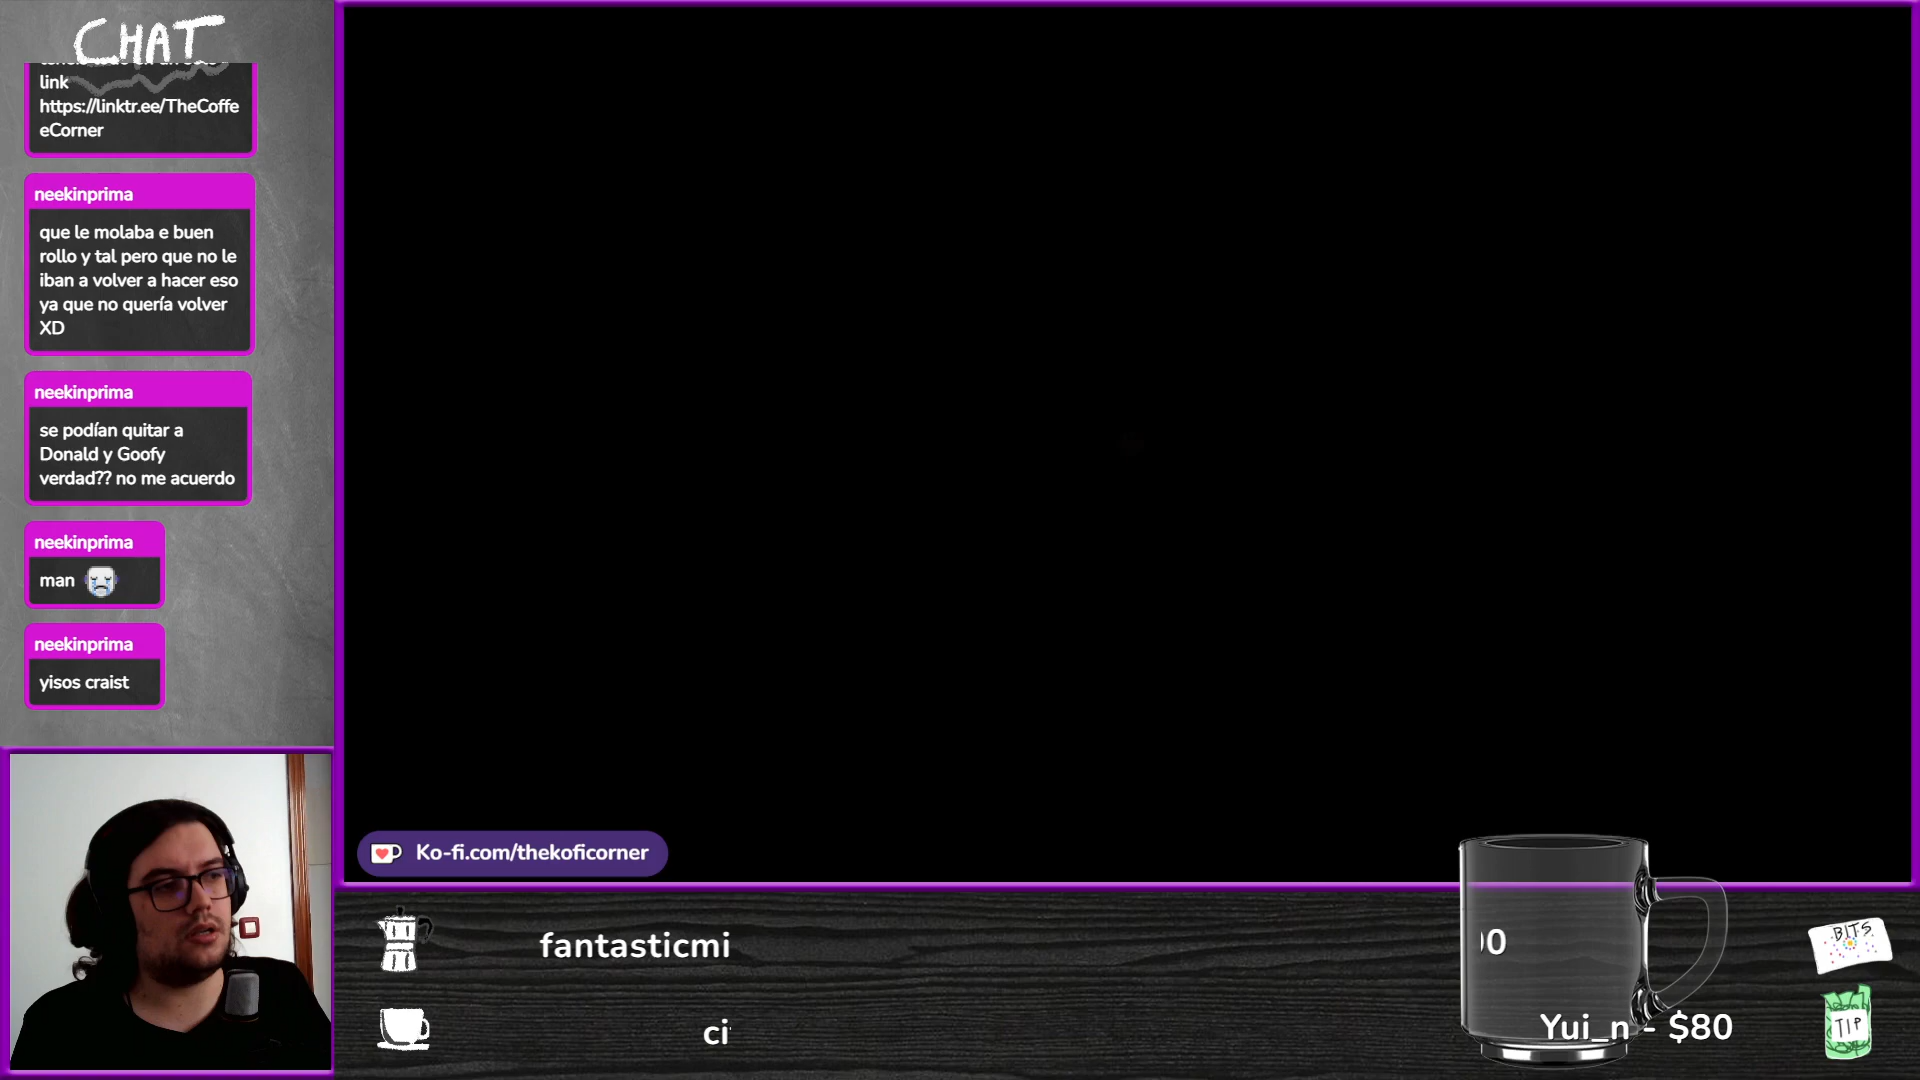 CHAT
link
https://linktr.ee/TheCoffe
eCorner
neekinprima
que le molaba e buen
rollo y tal pero que no le
iban a volver a hacer eso
ya que no quería volver
XD
neekinprima
se podían quitar a
Donald y Goofy
verdad?? no me acuerdo
neekinprima
man
neekinprima
yisos craist
Ko-fi.com/thekoficorner
fantasticmi
ci
00
Yui_n - $80
BITS
TIP